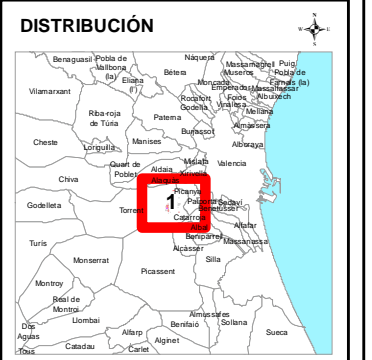 DISTRIBUCIÓN
N
W E
S
Benaguasil
Pobla de
Vallbona
(la)
Eliana
(l')
Náquera
Bétera
Massamagrell
Puig
Museros
Pobla de
Farnals (la)
Moncada
Emperador
Massalfassar
Albuixech
Foios
Vinalesa
Meliana
Rocafort
Godella
Vilamarxant
Riba-roja
de Túria
Paterna
Burjassot
Almàssera
Alboraya
Cheste
Loriguilla
Manises
Quart de
Poblet
Mislata
Valencia
Chiva
Aldaia
Xirivella
Alaquàs
Picanya
Paiporta
Sedaví
Benetússer
Godelleta
Torrent
1
Catarroja
Alfafar
Albal
Massanassa
Beniparrell
Turís
Monserrat
Alcàsser
Silla
Picassent
Montroy
Real de
Montroi
Llombai
Dos
Aguas
Tous
Catadau
Alfarp
Carlet
Alginet
Benifaió
Almussafes
Sollana
Sueca